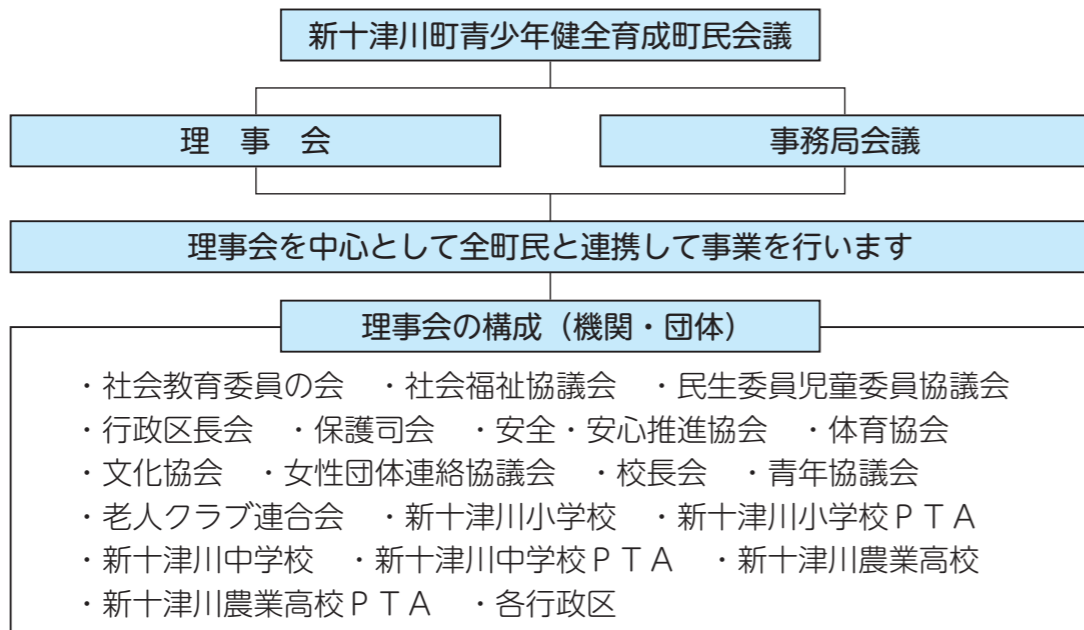 新十津川町青少年健全育成町民会議
理　事　会
事務局会議
理事会を中心として全町民と連携して事業を行います
理事会の構成（機関・団体）
・社会教育委員の会　・社会福祉協議会　・民生委員児童委員協議会
・行政区長会　・保護司会　・安全・安心推進協会　・体育協会
・文化協会　・女性団体連絡協議会　・校長会　・青年協議会
・老人クラブ連合会　・新十津川小学校　・新十津川小学校ＰＴＡ
・新十津川中学校　・新十津川中学校ＰＴＡ　・新十津川農業高校
・新十津川農業高校ＰＴＡ　・各行政区